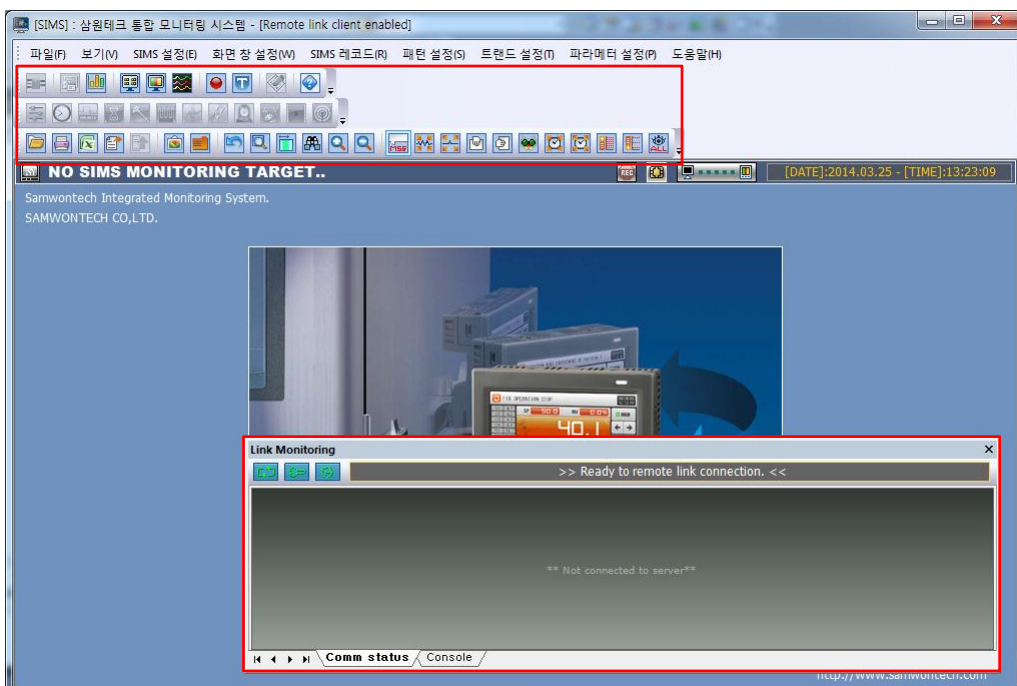 [SIMS] : 삼원테크 통합 모니터링 시스템 - [Remote link client enabled]
파일(F) 보기(V) SIMS 설정(E) 화면 창 설정(W) SIMS 레코드(R) 패턴 설정(S) 트랜드 설정(T) 파라메터 설정(P) 도움말(H)
MSG
ALL
NO SIMS MONITORING TARGET..
REC
[DATE]:2014.03.25 - [TIME]:13:23:09
Samwontech Integrated Monitoring System.
SAMWONTECH CO,LTD.
40.1
Link Monitoring
>> Ready to remote link connection. <<
** Not connected to server**
Comm status Console
http://www.samwontech.com